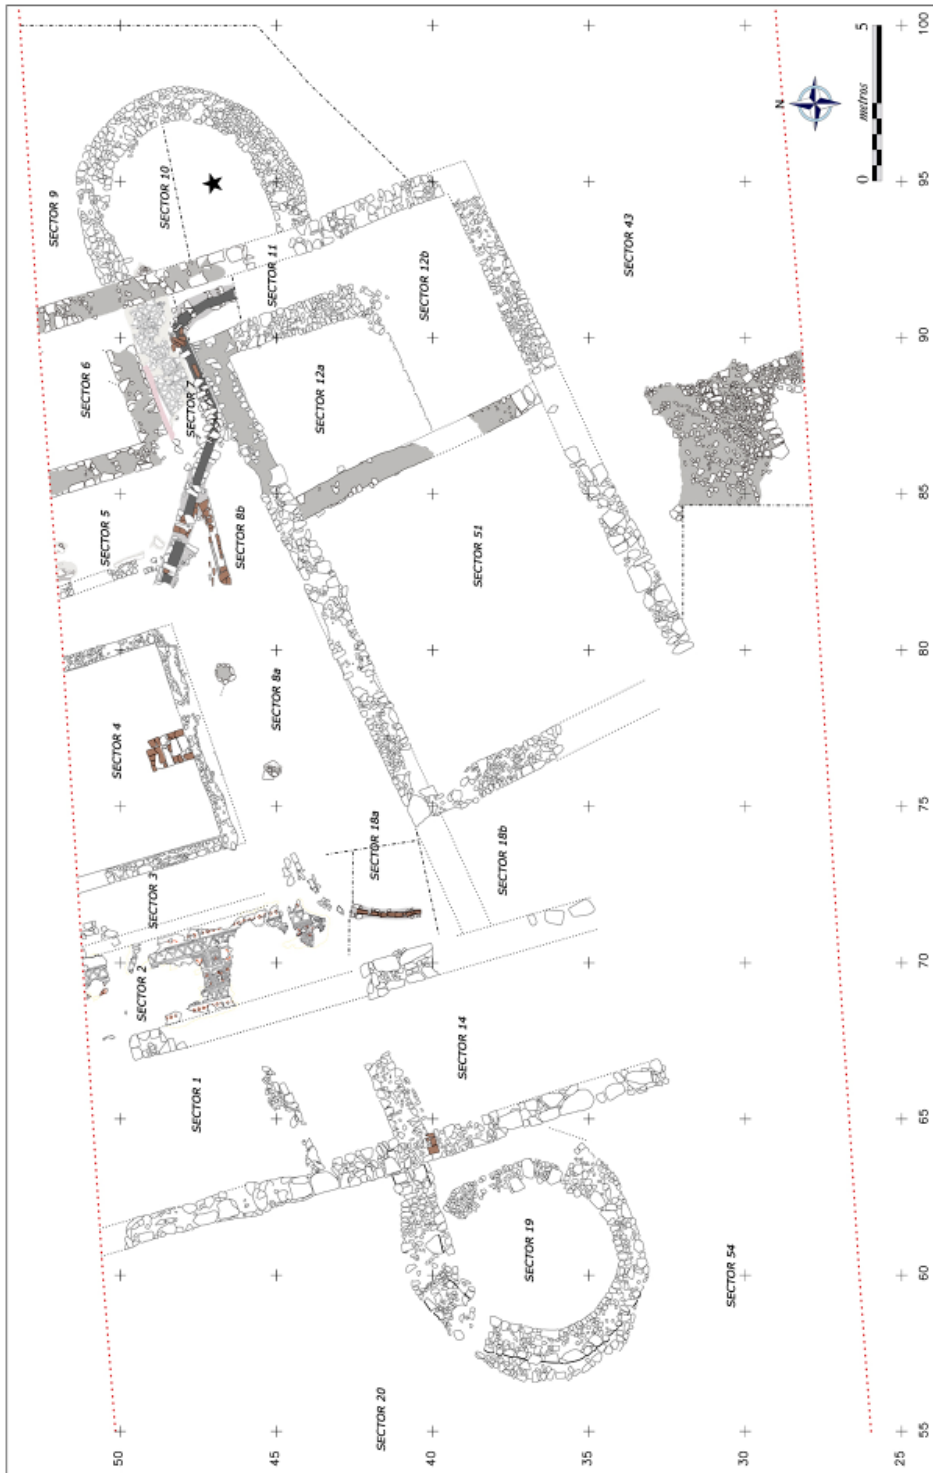 100
95
90
85
80
75
70
65
60
55
50
45
40
35
30
25
N
0
metros
5
SECTOR 9
SECTOR 10
SECTOR 11
SECTOR 12b
SECTOR 43
SECTOR 6
SECTOR 7
SECTOR 12a
SECTOR 5
SECTOR 8b
SECTOR 51
SECTOR 4
SECTOR 8a
SECTOR 3
SECTOR 18a
SECTOR 18b
SECTOR 2
SECTOR 1
SECTOR 14
SECTOR 19
SECTOR 54
SECTOR 20